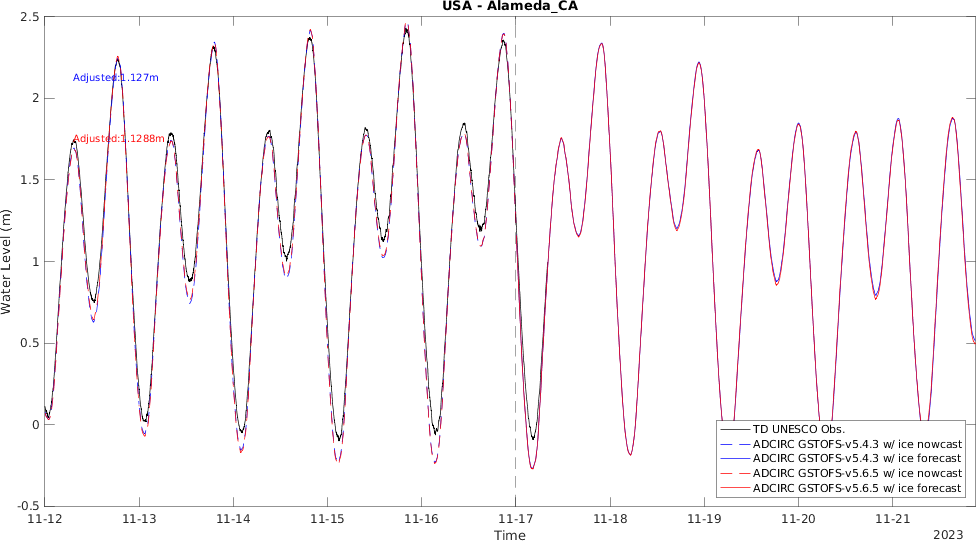 USA - Alameda_CA
2.5
2
1.5
1
0.5
0
-0.5
Water Level (m)
Adjusted:1.127m
Adjusted:1.1288m
TD UNESCO Obs.
ADCIRC GSTOFS-v5.4.3 w/ ice nowcast
ADCIRC GSTOFS-v5.4.3 w/ ice forecast
ADCIRC GSTOFS-v5.6.5 w/ ice nowcast
ADCIRC GSTOFS-v5.6.5 w/ ice forecast
11-12 11-13 11-14 11-15 11-16 11-17 11-18 11-19 11-20 11-21
Time
2023